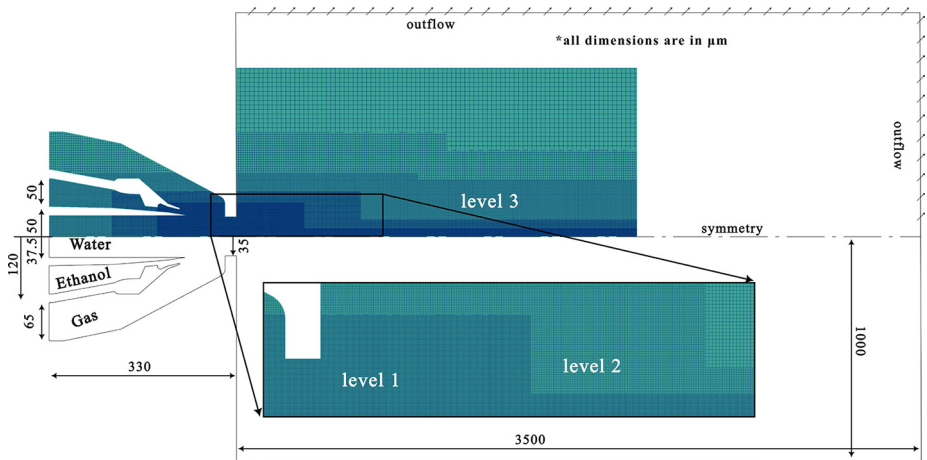 outflow
*all dimensions are in µm
outflow
50
level 3
50
symmetry
Water
37.5
35
120
Ethanol
Gas
65
1000
level 1
level 2
330
3500